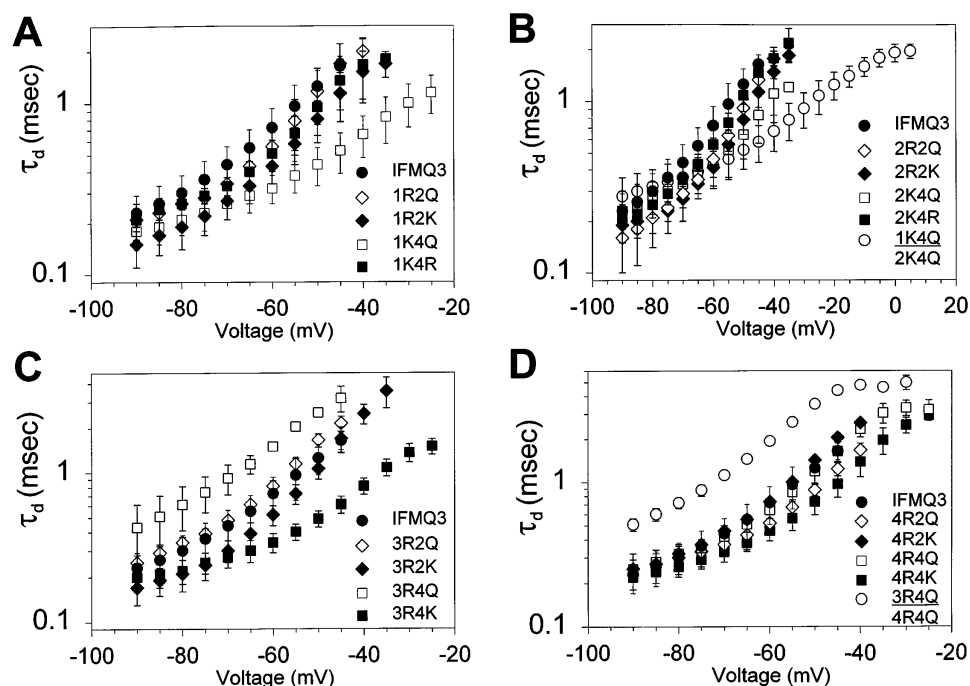 A
τd (msec)
1
0.1
IFMQ3
1R2Q
1R2K
1K4Q
1K4R
-100 -80 -60 -40 -20
Voltage (mV)
B
τd (msec)
1
0.1
IFMQ3
2R2Q
2R2K
2K4Q
2K4R
1K4Q
2K4Q
-100 -80 -60 -40 -20 0 20
Voltage (mV)
C
τd (msec)
1
0.1
IFMQ3
3R2Q
3R2K
3R4Q
3R4K
-100 -80 -60 -40 -20
Voltage (mV)
D
τd (msec)
1
0.1
IFMQ3
4R2Q
4R2K
4R4Q
4R4K
3R4Q
4R4Q
-100 -80 -60 -40 -20
Voltage (mV)